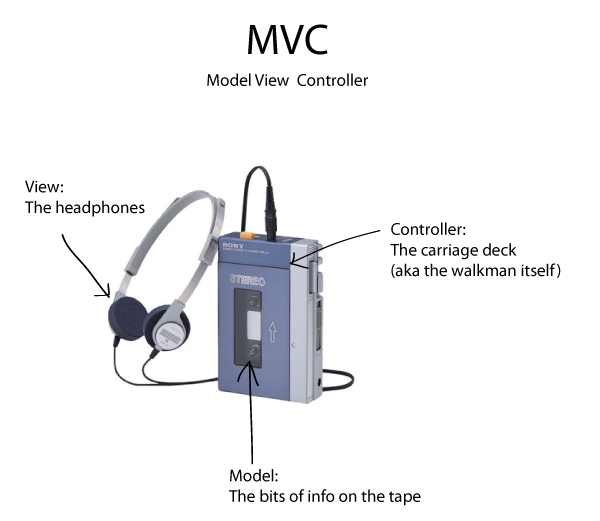 MVC
Model View Controller
View:
The headphones
Controller:
The carriage deck
(aka the walkman itself)
SONY
STEREO
Model:
The bits of info on the tape